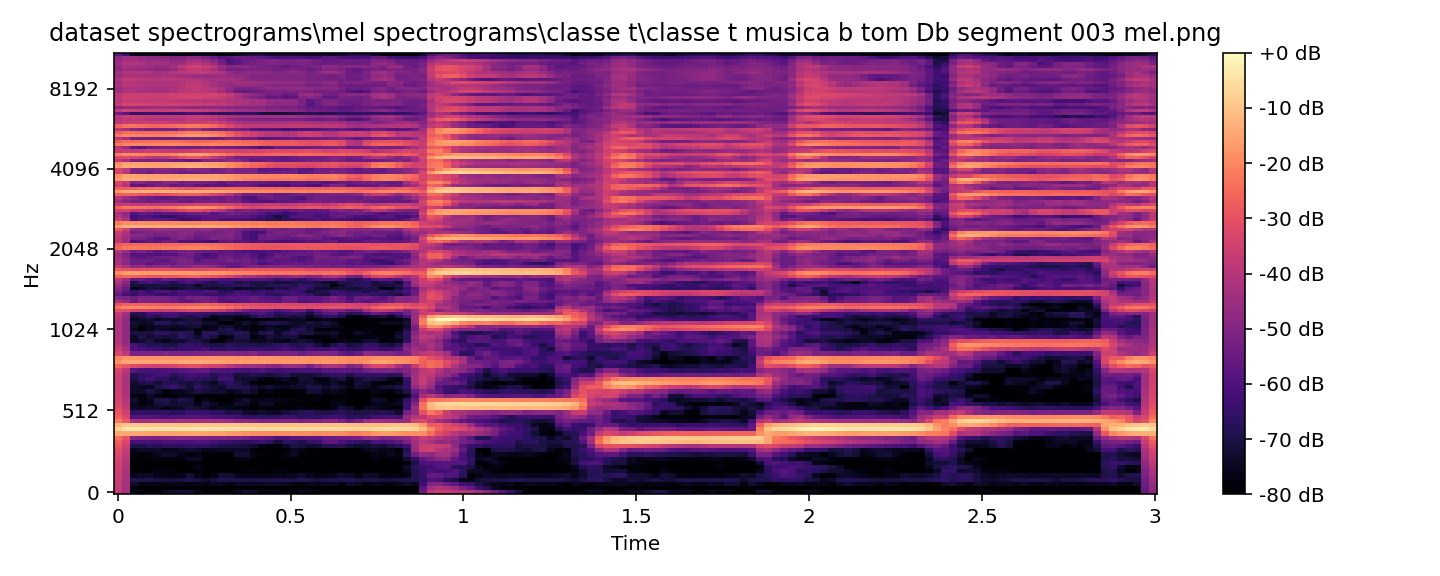 dataset spectrograms\mel spectrograms\classe t\classe t musica b tom Db segment 003 mel.png
Hz
8192
4096
2048
1024
512
0
0
0.5
1
1.5
2
2.5
3
Time
+0 dB
-10 dB
-20 dB
-30 dB
-40 dB
-50 dB
-60 dB
-70 dB
-80 dB